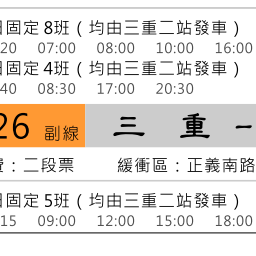 日固定 8班（均由三重二站發車）
20 07:00 08:00 10:00 16:00
日固定 4班（均由三重二站發車）
40 08:30 17:00 20:30
26 副線 三 重 -
費：二段票 緩衝區：正義南路
日固定 5班（均由三重二站發車）
15 09:00 12:00 15:00 18:00